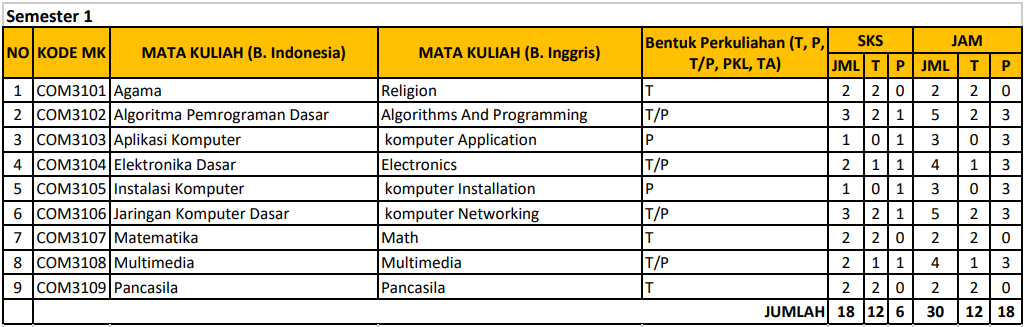 Semester 1
NO KODE MK MATA KULIAH (B. Indonesia) MATA KULIAH (B. Inggris) Bentuk Perkuliahan (T, P, T/P, PKL, TA) SKS JAM
JML T P JML T P
1 COM3101 Agama Religion T 2 2 0 2 2 0
2 COM3102 Algoritma Pemrograman Dasar Algorithms And Programming T/P 3 2 1 5 2 3
3 COM3103 Aplikasi Komputer komputer Application P 1 0 1 3 0 3
4 COM3104 Elektronika Dasar Electronics T/P 2 1 1 4 1 3
5 COM3105 Instalasi Komputer komputer Installation P 1 0 1 3 0 3
6 COM3106 Jaringan Komputer Dasar komputer Networking T/P 3 2 1 5 2 3
7 COM3107 Matematika Math T 2 2 0 2 2 0
8 COM3108 Multimedia Multimedia T/P 2 1 1 4 1 3
9 COM3109 Pancasila Pancasila T 2 2 0 2 2 0
JUMLAH 18 12 6 30 12 18